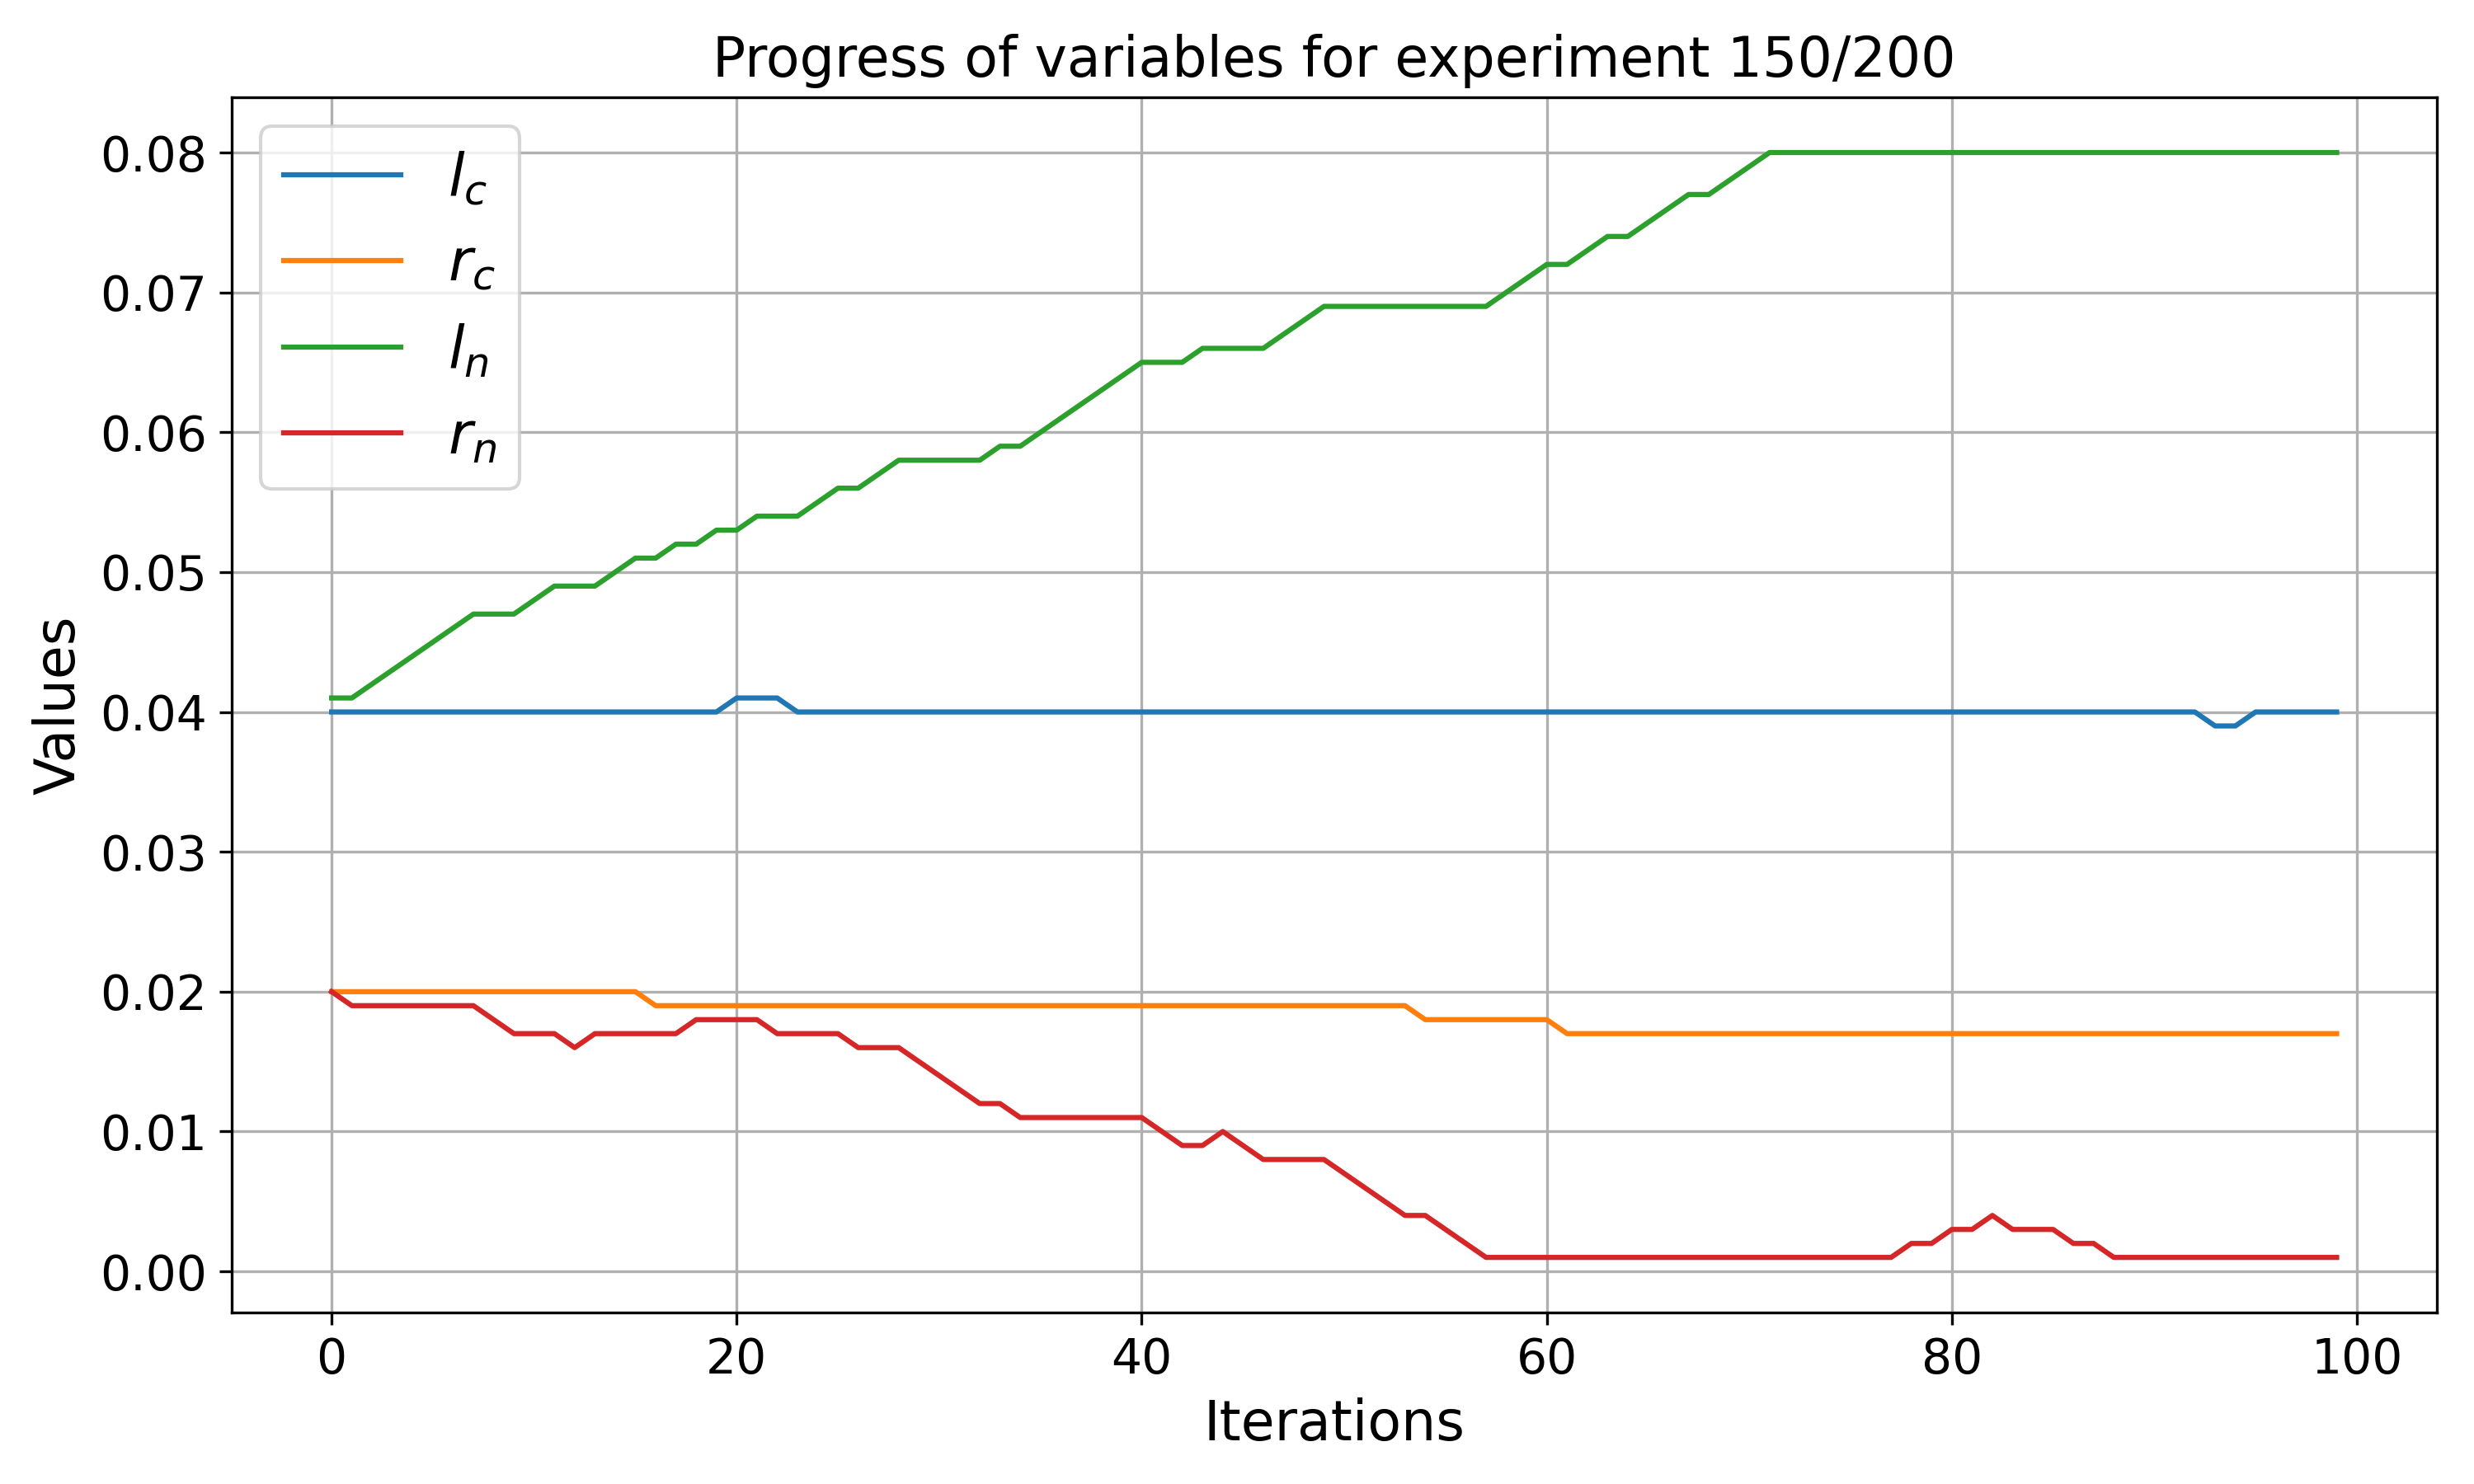 Progress of variables for experiment 150/200
0.08
0.07
0.06
0.05
0.04
0.03
0.02
0.01
0.00
Values
l_c
r_c
l_n
r_n
0 20 40 60 80 100
Iterations